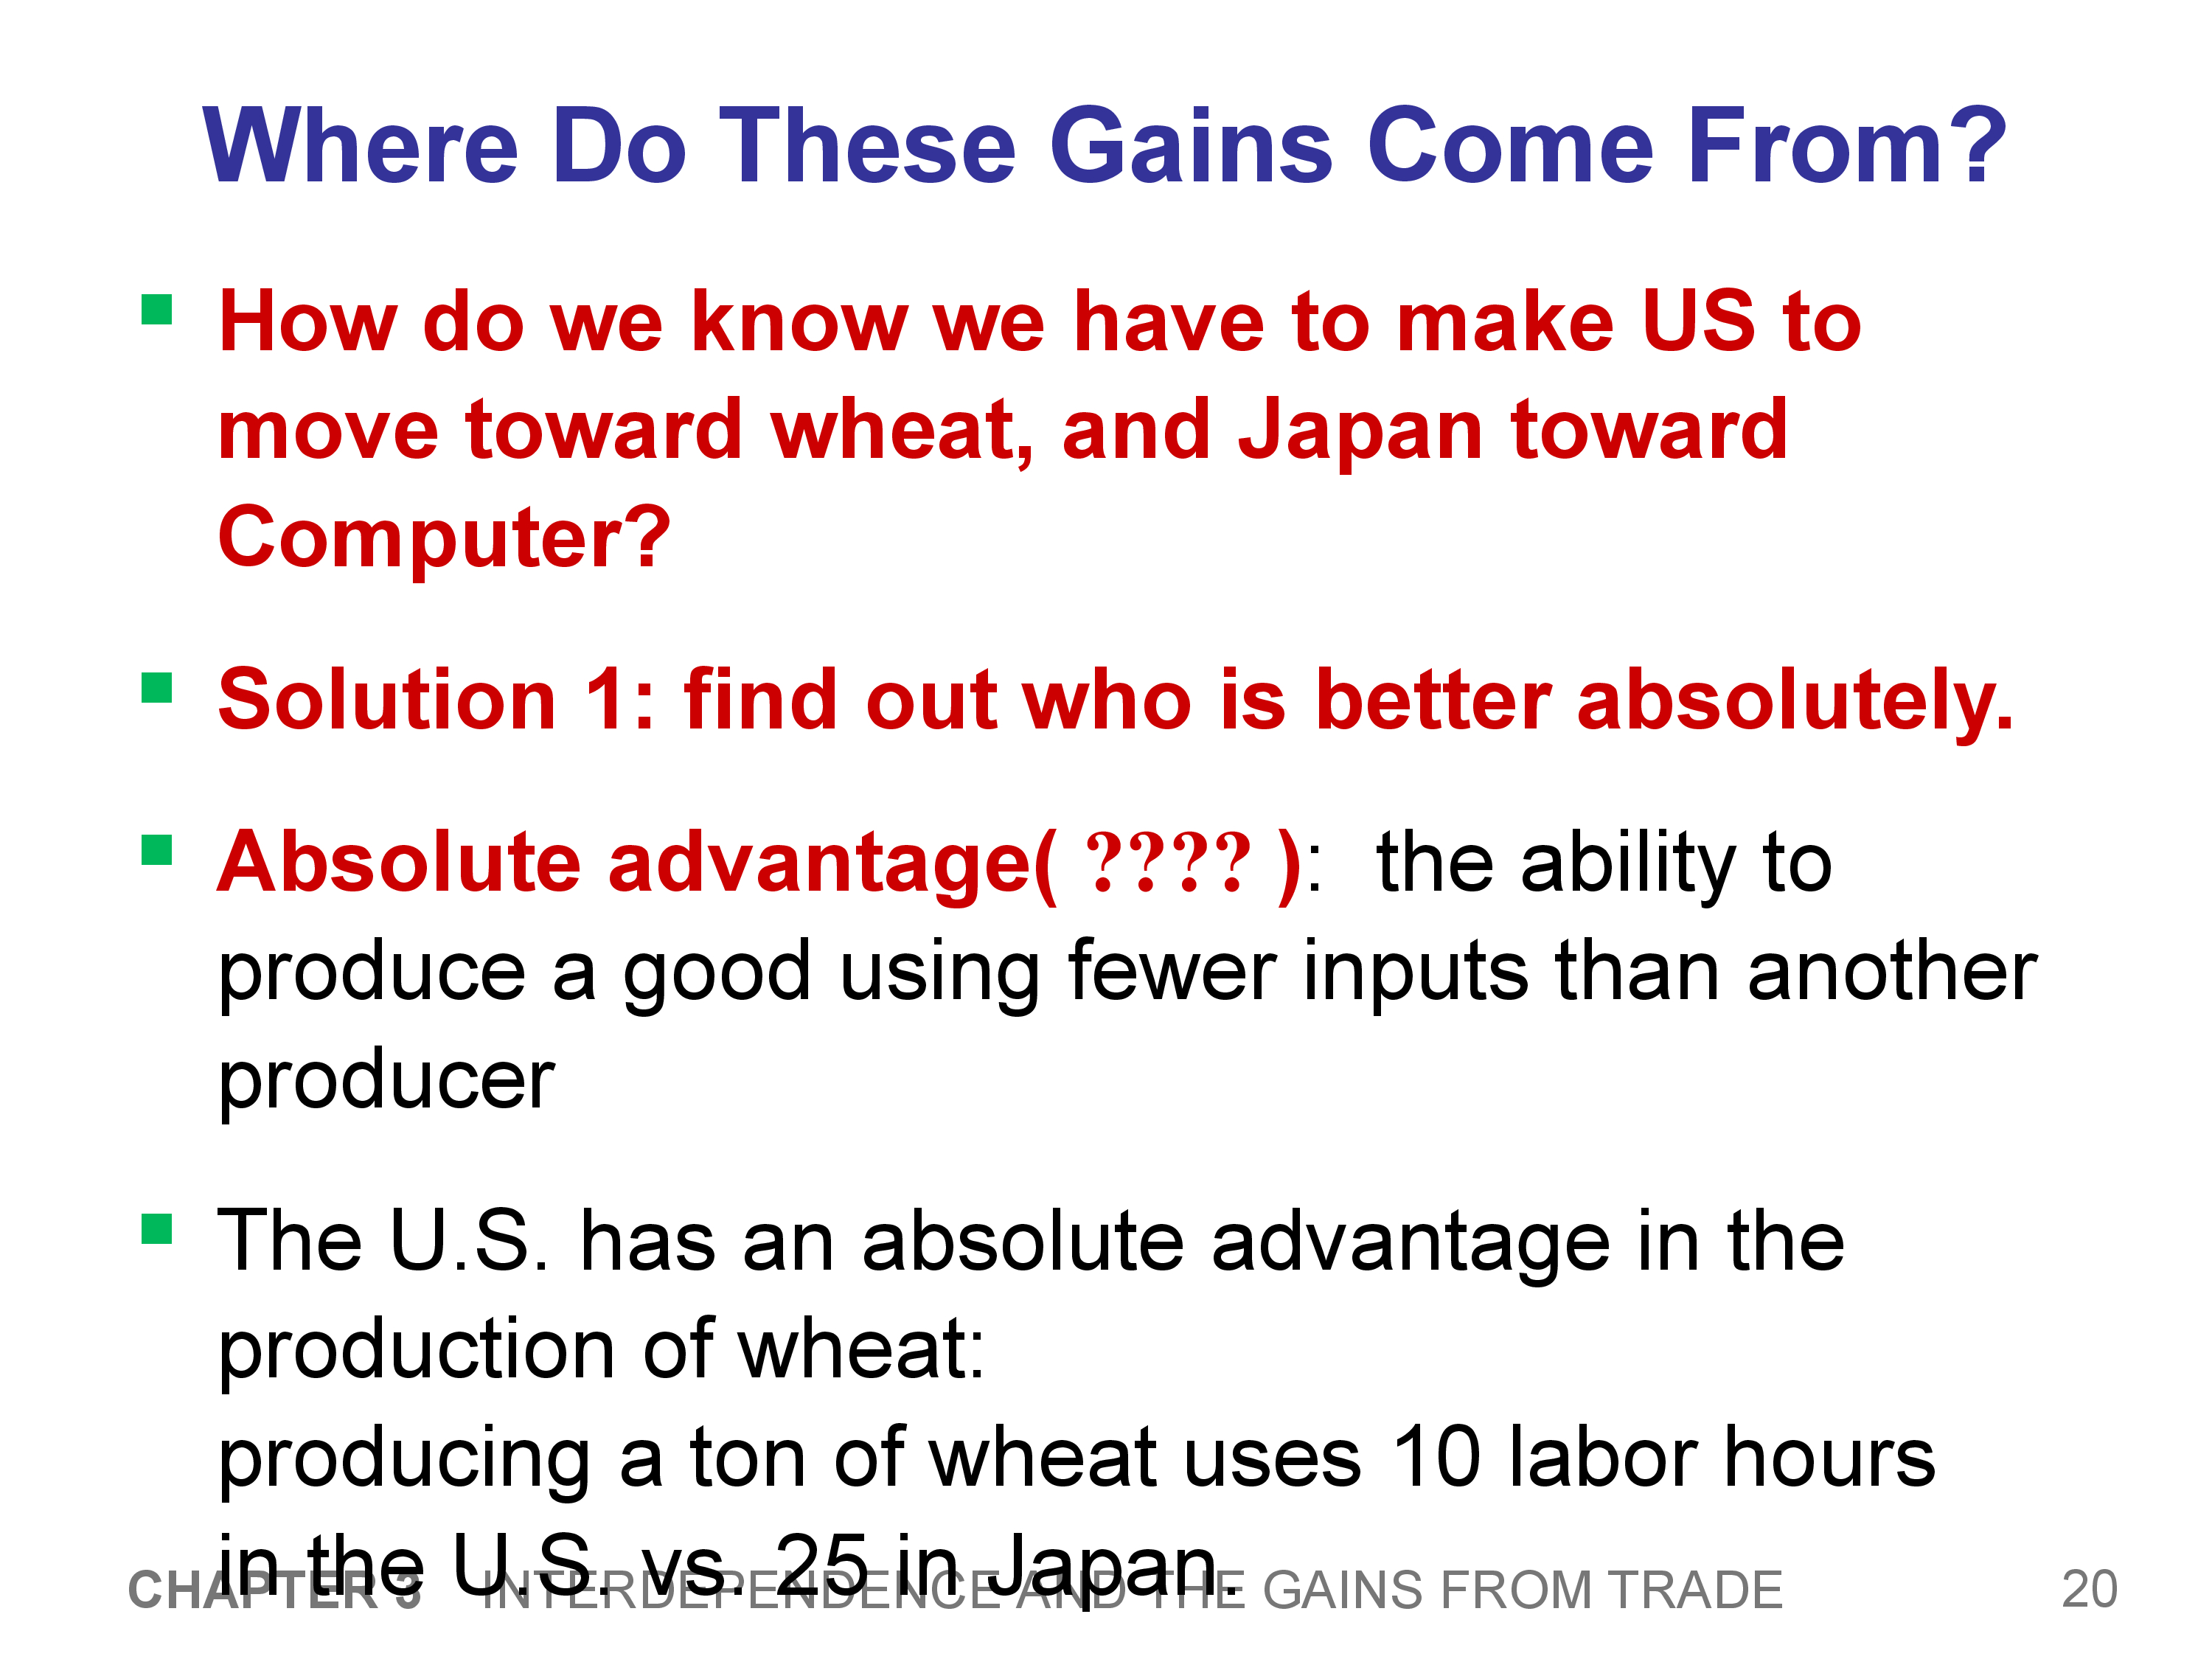 Where Do These Gains Come From?
How do we know we have to make US to
move toward wheat, and Japan toward
Computer?
Solution 1: find out who is better absolutely.
Absolute advantage( ???? ): the ability to
produce a good using fewer inputs than another
producer
The U.S. has an absolute advantage in the
production of wheat:
producing a ton of wheat uses 10 labor hours
in the U.S. vs. 25 in Japan.
CHAPTER 3 INTERDEPENDENCE AND THE GAINS FROM TRADE 20